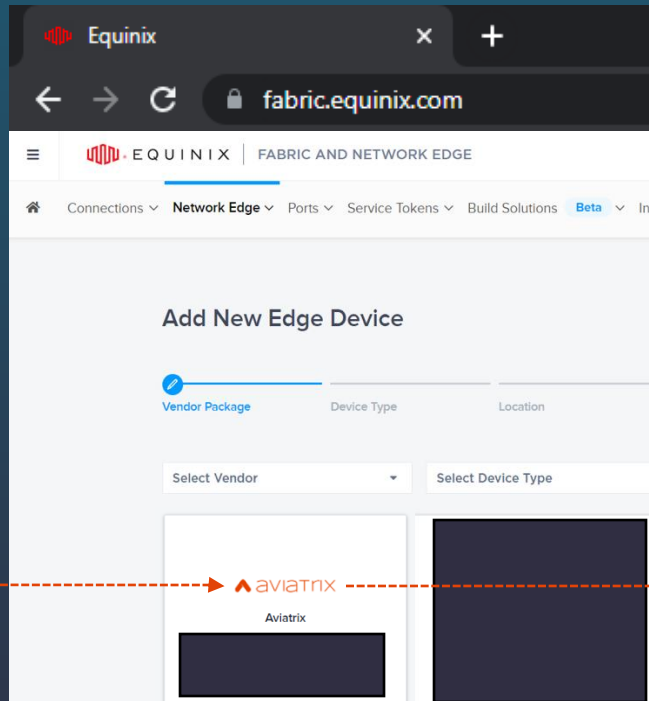 Equinix
fabric.equinix.com
EQUINIX FABRIC AND NETWORK EDGE
Connections Network Edge Ports Service Tokens Build Solutions Beta In
Add New Edge Device
Vendor Package Device Type Location
Select Vendor Select Device Type
aviatrix
Aviatrix